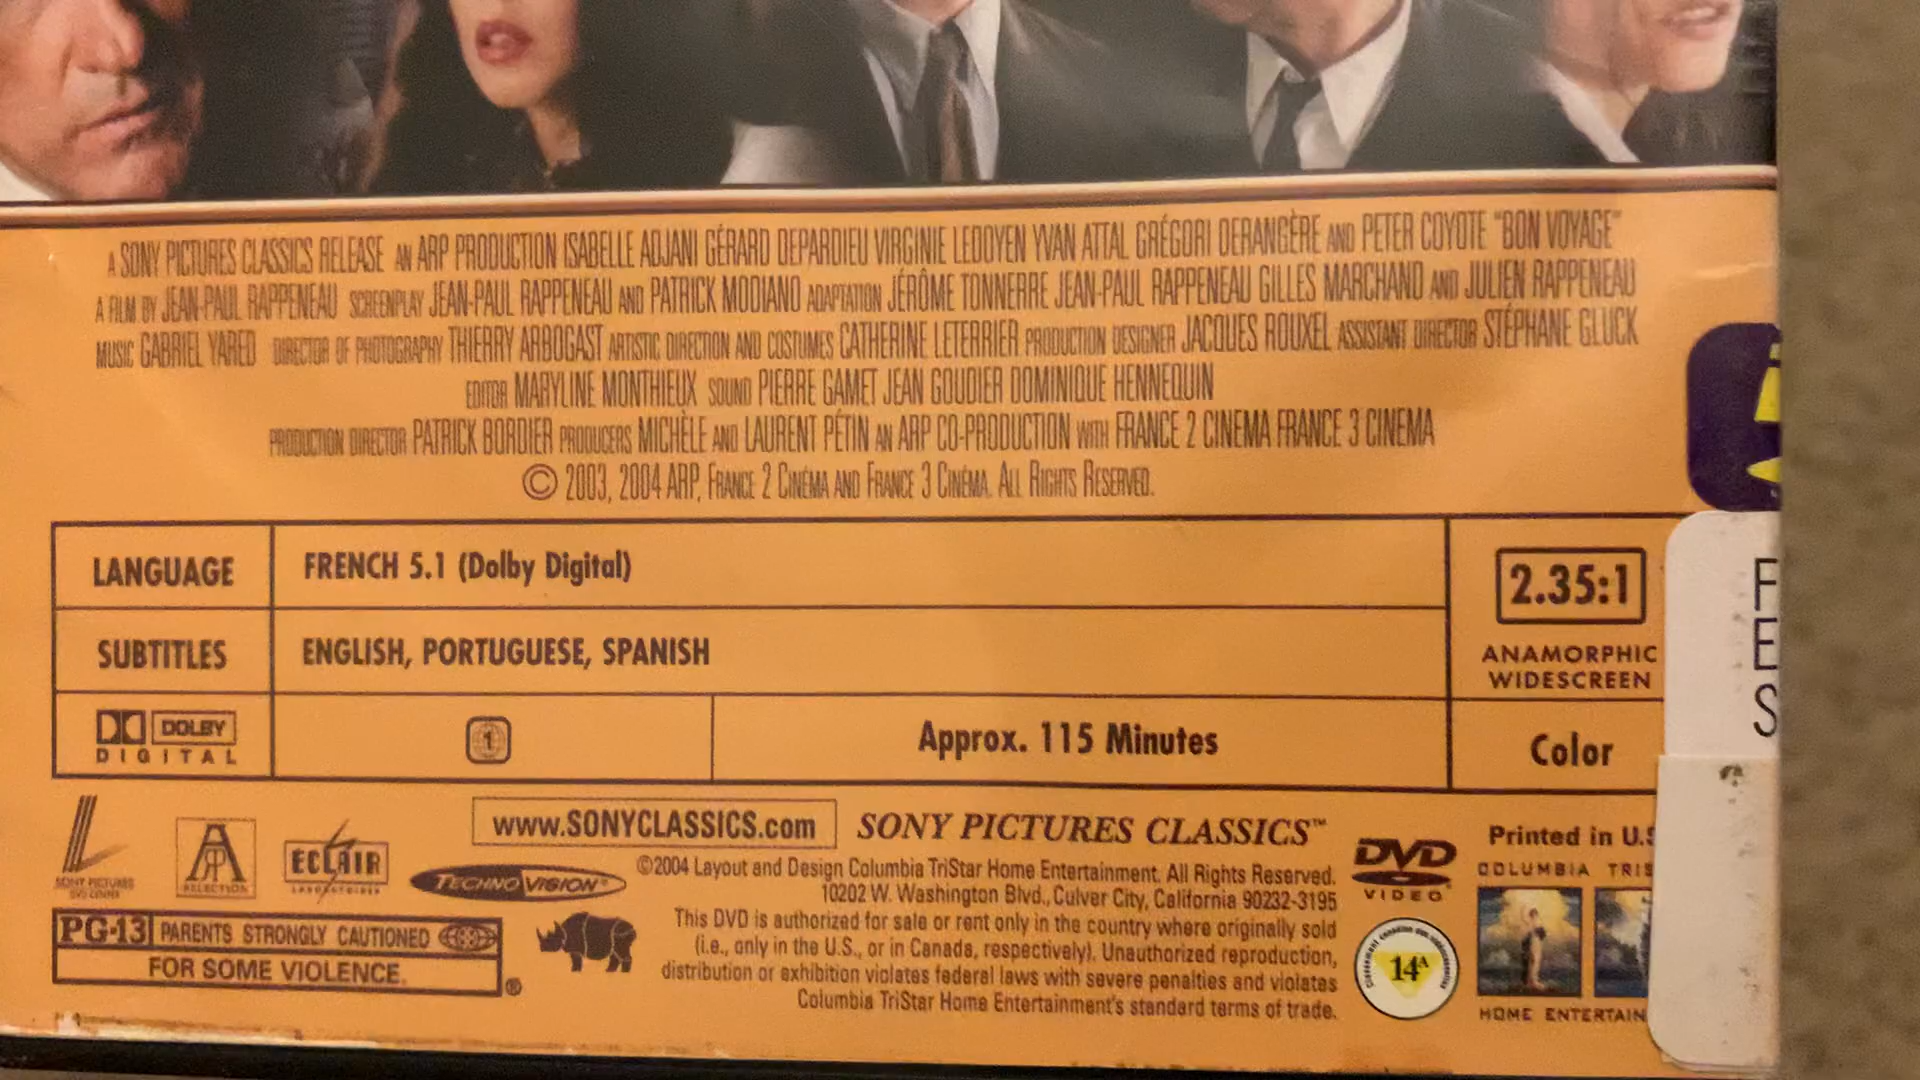 A SONY PICTURES CLASSICS RELEASE AN ARP PRODUCTION ISABELLE ADJANI GÉRARD DEPARDIEU VIRGINIE LEDOYEN YVAN ATTAL GRÉGORI DERANGÈRE AND PETER COYOTE "BON VOYAGE"
A FILM BY JEAN-PAUL RAPPENEAU SCREENPLAY JEAN-PAUL RAPPENEAU AND PATRICK MODIANO ADAPTATION JÉRÔME TONNERRE JEAN-PAUL RAPPENEAU GILLES MARCHAND AND JULIEN RAPPENEAU
MUSIC GABRIEL YARED DIRECTOR OF PHOTOGRAPHY THIERRY ARBOGAST ARTISTIC DIRECTION AND COSTUMES CATHERINE LETERRIER PRODUCTION DESIGNER JACQUES ROUXEL ASSISTANT DIRECTOR STÉPHANE GLUCK
EDITOR MARYLINE MONTHIEUX SOUND PIERRE GAMET JEAN GOUDIER DOMINIQUE HENNEQUIN
PRODUCTION DIRECTOR PATRICK BORDIER PRODUCERS MICHÈLE AND LAURENT PÉTIN AN ARP CO-PRODUCTION WITH FRANCE 2 CINEMA FRANCE 3 CINEMA
© 2003, 2004 ARP, FRANCE 2 CINÉMA AND FRANCE 3 CINÉMA. ALL RIGHTS RESERVED.
LANGUAGE FRENCH 5.1 (Dolby Digital)
2.35:1
ANAMORPHIC
WIDESCREEN
SUBTITLES ENGLISH, PORTUGUESE, SPANISH
F
E
S
DOLBY
DIGITAL
1
Approx. 115 Minutes
Color
www.SONYCLASSICS.com
SONY PICTURES CLASSICS™
SONY PICTURES
ARP
SELECTION
ECLAIR
LABORATOIRES
TECHNOVISION®
©2004 Layout and Design Columbia TriStar Home Entertainment. All Rights Reserved.
10202 W. Washington Blvd., Culver City, California 90232-3195
This DVD is authorized for sale or rent only in the country where originally sold
(i.e., only in the U.S., or in Canada, respectively). Unauthorized reproduction,
distribution or exhibition violates federal laws with severe penalties and violates
Columbia TriStar Home Entertainment's standard terms of trade.
PG-13 PARENTS STRONGLY CAUTIONED
FOR SOME VIOLENCE.
®
DVD
VIDEO
14A
Printed in U.S
COLUMBIA TRIS
HOME ENTERTAIN